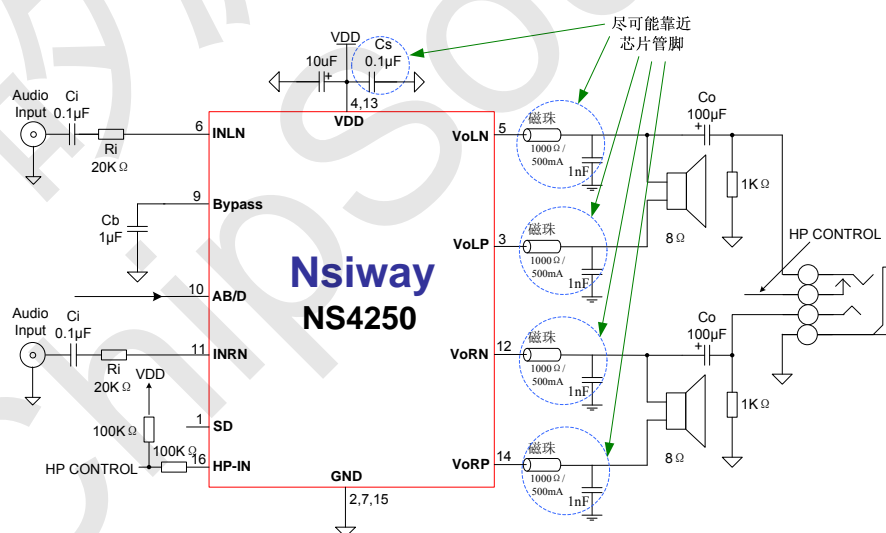 尽可能靠近
芯片管脚
VDD
Cs
10uF
+
0.1μF
4,13
VDD
Audio
Input
Ci
0.1μF
Ri
20KΩ
6
INLN
9
Bypass
Cb
1μF
10
AB/D
Audio
Input
Ci
0.1μF
Ri
20KΩ
11
INRN
VDD
100KΩ
1
SD
100KΩ
HP CONTROL
16
HP-IN
Nsiway
NS4250
GND
2,7,15
VoLN
5
磁珠
1000Ω/
500mA
1nF
VoLP
3
磁珠
1000Ω/
500mA
1nF
8Ω
Co
100μF
+
1KΩ
HP CONTROL
VoRN
12
磁珠
1000Ω/
500mA
1nF
VoRP
14
磁珠
1000Ω/
500mA
1nF
8Ω
Co
100μF
+
1KΩ